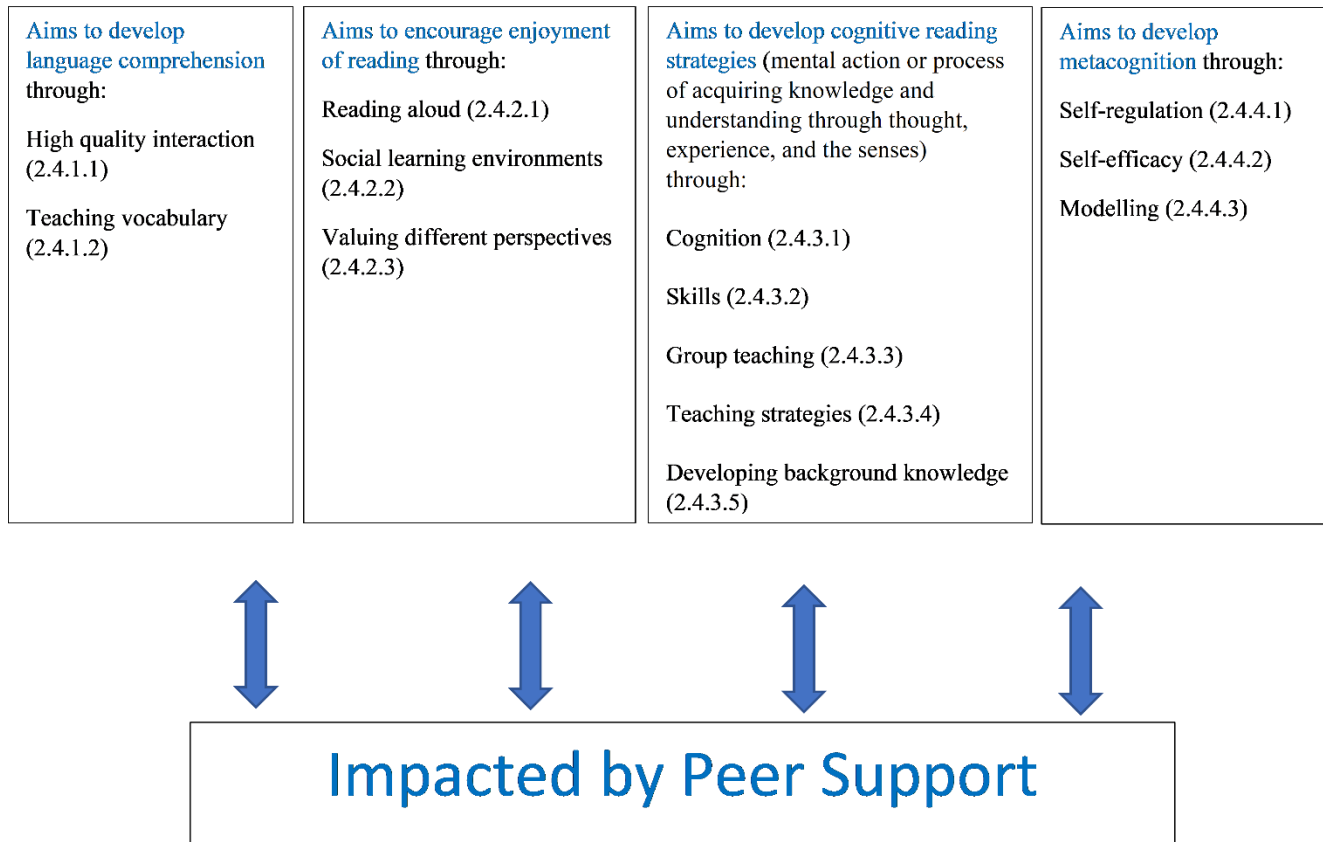 Aims to develop
language comprehension
through:
High quality interaction
(2.4.1.1)
Teaching vocabulary
(2.4.1.2)
Aims to encourage enjoyment
of reading through:
Reading aloud (2.4.2.1)
Social learning environments
(2.4.2.2)
Valuing different perspectives
(2.4.2.3)
Aims to develop cognitive reading
strategies (mental action or process
of acquiring knowledge and
understanding through thought,
experience, and the senses)
through:
Cognition (2.4.3.1)
Skills (2.4.3.2)
Group teaching (2.4.3.3)
Teaching strategies (2.4.3.4)
Developing background knowledge
(2.4.3.5)
Aims to develop
metacognition through:
Self-regulation (2.4.4.1)
Self-efficacy (2.4.4.2)
Modelling (2.4.4.3)
Impacted by Peer Support